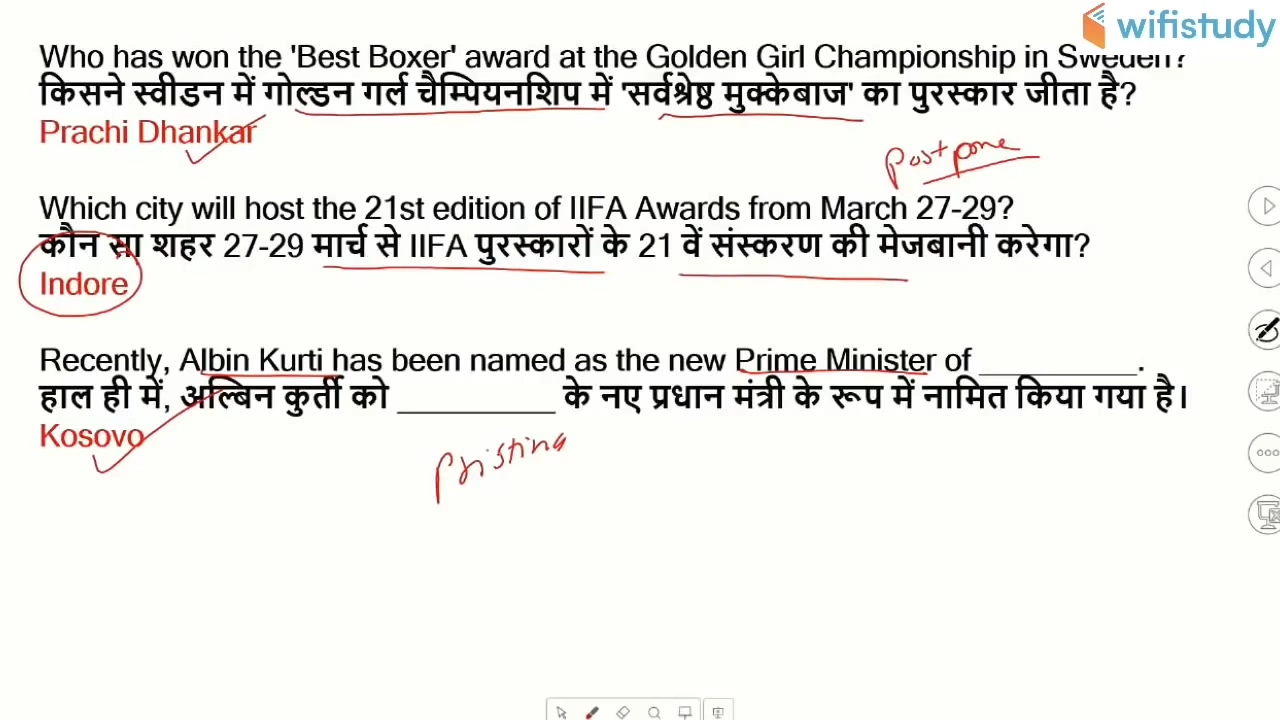 wifistudy
Who has won the 'Best Boxer' award at the Golden Girl Championship in Sweden?
किसने स्वीडन में गोल्डन गर्ल चैम्पियनशिप में 'सर्वश्रेष्ठ मुक्केबाज' का पुरस्कार जीता है?
Prachi Dhankar
Postpone
Which city will host the 21st edition of IIFA Awards from March 27-29?
कौन सा शहर 27-29 मार्च से IIFA पुरस्कारों के 21 वें संस्करण की मेजबानी करेगा?
Indore
Recently, Albin Kurti has been named as the new Prime Minister of __________.
हाल ही में, अल्बिन कुर्ती को __________ के नए प्रधान मंत्री के रूप में नामित किया गया है।
Kosovo
Pristina